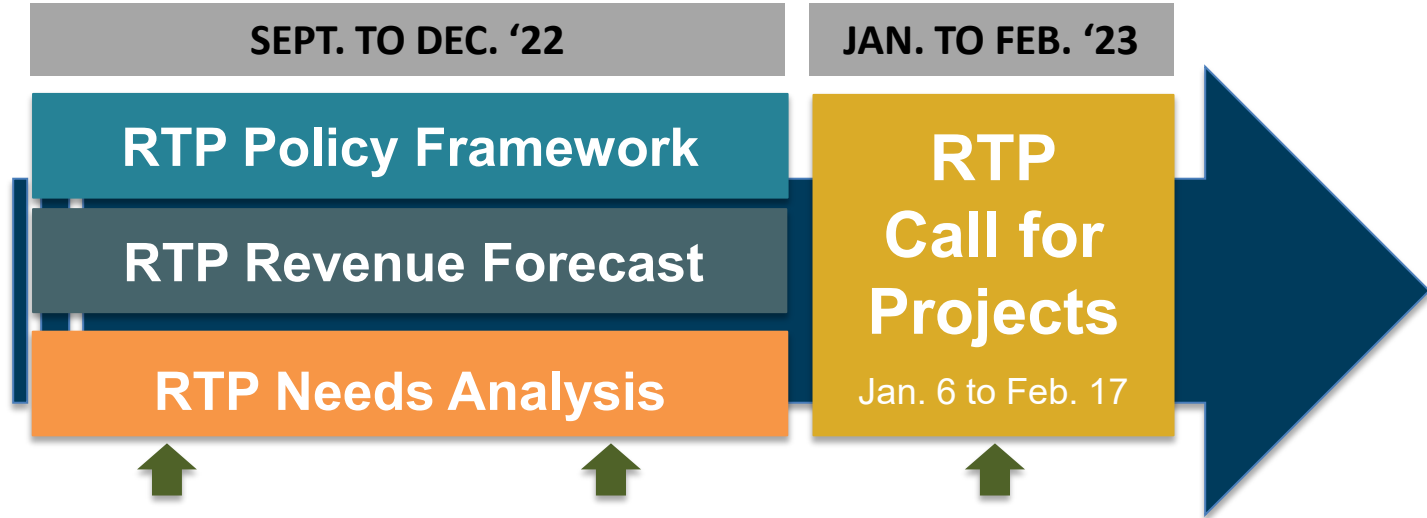 SEPT. TO DEC. ‘22
JAN. TO FEB. ‘23
RTP Policy Framework
RTP Revenue Forecast
RTP Needs Analysis
RTP
Call for
Projects
Jan. 6 to Feb. 17